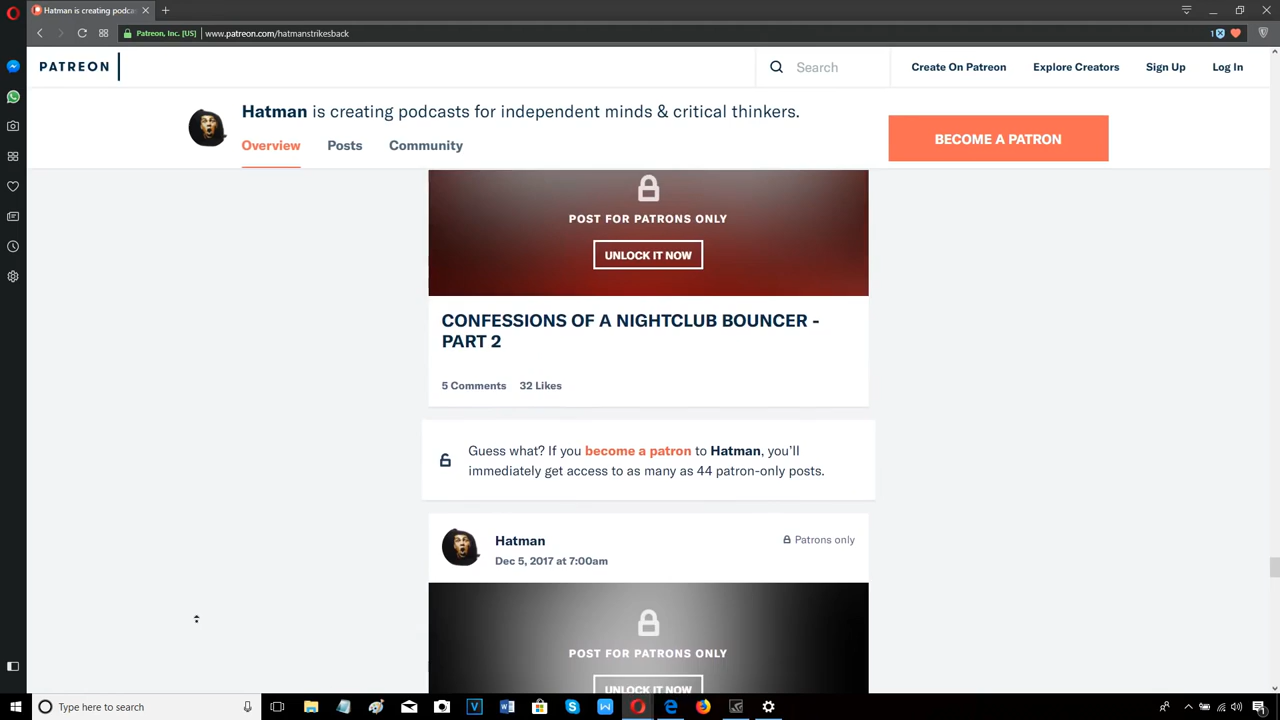 Hatman is creating podca
Patreon, Inc. [US]
www.patreon.com/hatmanstrikesback
1
PATREON
Search
Create On Patreon
Explore Creators
Sign Up
Log In
Hatman is creating podcasts for independent minds & critical thinkers.
Overview
Posts
Community
BECOME A PATRON
POST FOR PATRONS ONLY
UNLOCK IT NOW
CONFESSIONS OF A NIGHTCLUB BOUNCER -
PART 2
5 Comments
32 Likes
Guess what? If you become a patron to Hatman, you'll
immediately get access to as many as 44 patron-only posts.
Hatman
Patrons only
Dec 5, 2017 at 7:00am
POST FOR PATRONS ONLY
UNLOCK IT NOW
Type here to search